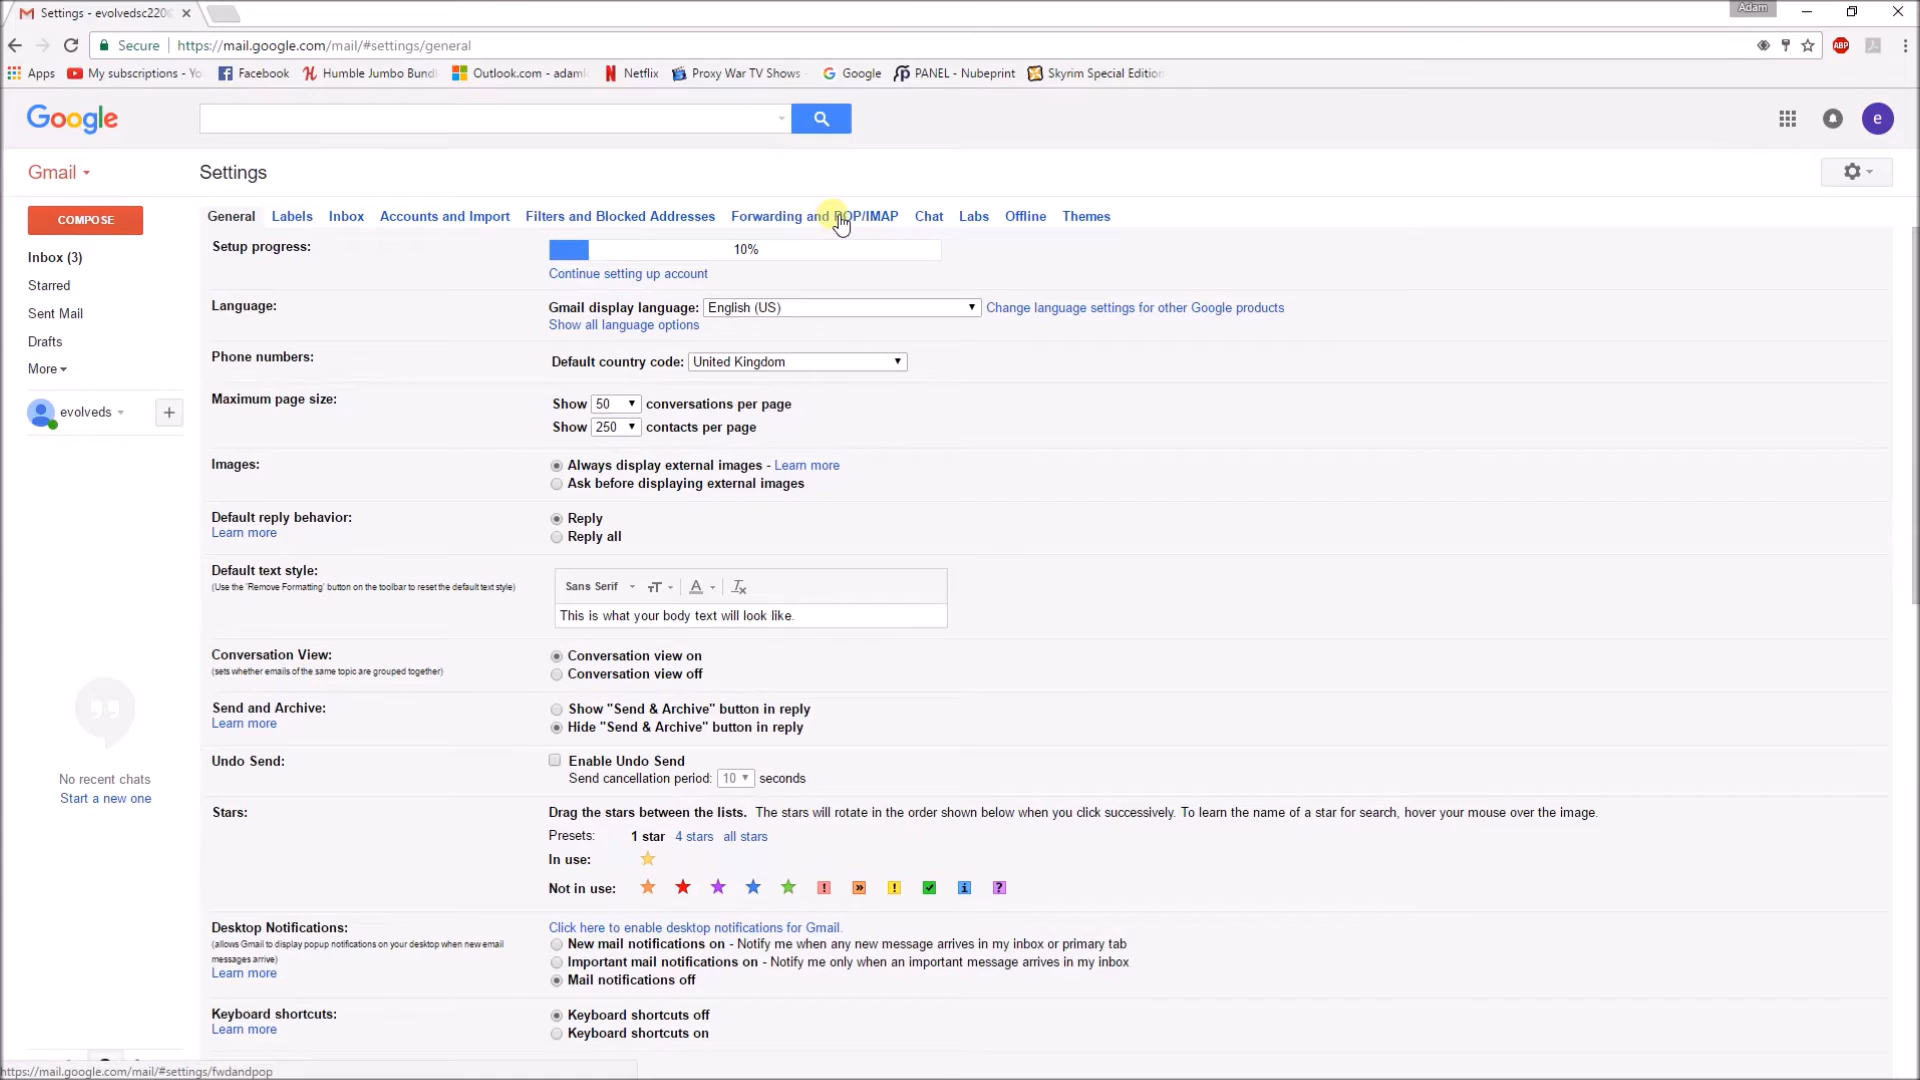 Settings - evolvedsc220
Adam
Secure | https://mail.google.com/mail/#settings/general
ABP
Apps My subscriptions - Yo Facebook Humble Jumbo Bundl Outlook.com - adaml Netflix Proxy War TV Shows Google PANEL - Nubeprint Skyrim Special Edition
Google
e
Gmail
Settings
COMPOSE
General Labels Inbox Accounts and Import Filters and Blocked Addresses Forwarding and POP/IMAP Chat Labs Offline Themes
Setup progress: 10%
Continue setting up account
Inbox (3)
Starred
Sent Mail
Drafts
More
evolveds
Language: Gmail display language: English (US) Change language settings for other Google products
Show all language options
Phone numbers: Default country code: United Kingdom
Maximum page size: Show 50 conversations per page
Show 250 contacts per page
Images: Always display external images - Learn more
Ask before displaying external images
Default reply behavior: Reply
Learn more Reply all
Default text style:
(Use the 'Remove Formatting' button on the toolbar to reset the default text style)
Sans Serif
This is what your body text will look like.
Conversation View: Conversation view on
(sets whether emails of the same topic are grouped together) Conversation view off
Send and Archive: Show "Send & Archive" button in reply
Learn more Hide "Send & Archive" button in reply
Undo Send: Enable Undo Send
Send cancellation period: 10 seconds
No recent chats
Start a new one
Stars: Drag the stars between the lists. The stars will rotate in the order shown below when you click successively. To learn the name of a star for search, hover your mouse over the image.
Presets: 1 star 4 stars all stars
In use:
Not in use:
Desktop Notifications: Click here to enable desktop notifications for Gmail.
(allows Gmail to display popup notifications on your desktop when new email messages arrive)
Learn more
New mail notifications on - Notify me when any new message arrives in my inbox or primary tab
Important mail notifications on - Notify me only when an important message arrives in my inbox
Mail notifications off
Keyboard shortcuts: Keyboard shortcuts off
Learn more Keyboard shortcuts on
https://mail.google.com/mail/#settings/fwdandpop